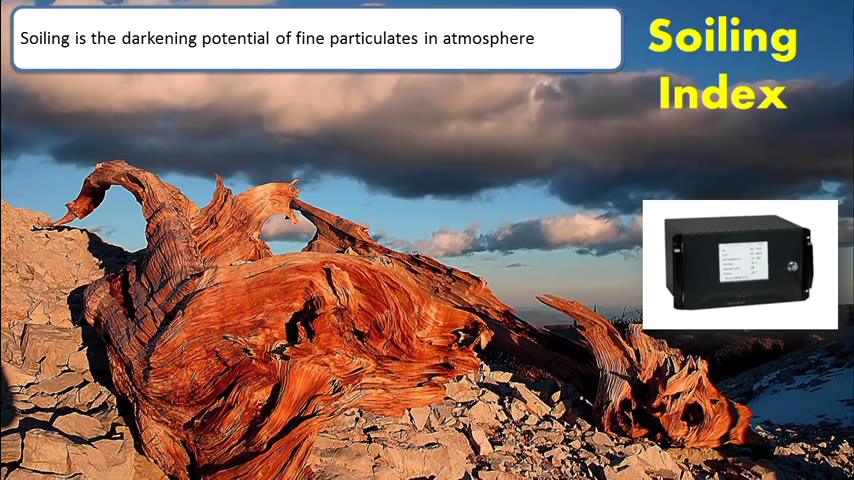 Soiling is the darkening potential of fine particulates in atmosphere
Soiling
Index